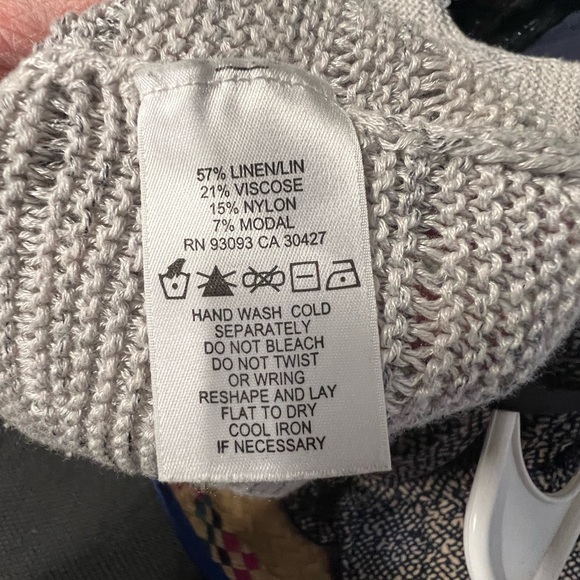 57% LINEN/LIN
21% VISCOSE
15% NYLON
7% MODAL
RN 93093 CA 30427
HAND WASH COLD
SEPARATELY
DO NOT BLEACH
DO NOT TWIST
OR WRING
RESHAPE AND LAY
FLAT TO DRY
COOL IRON
IF NECESSARY